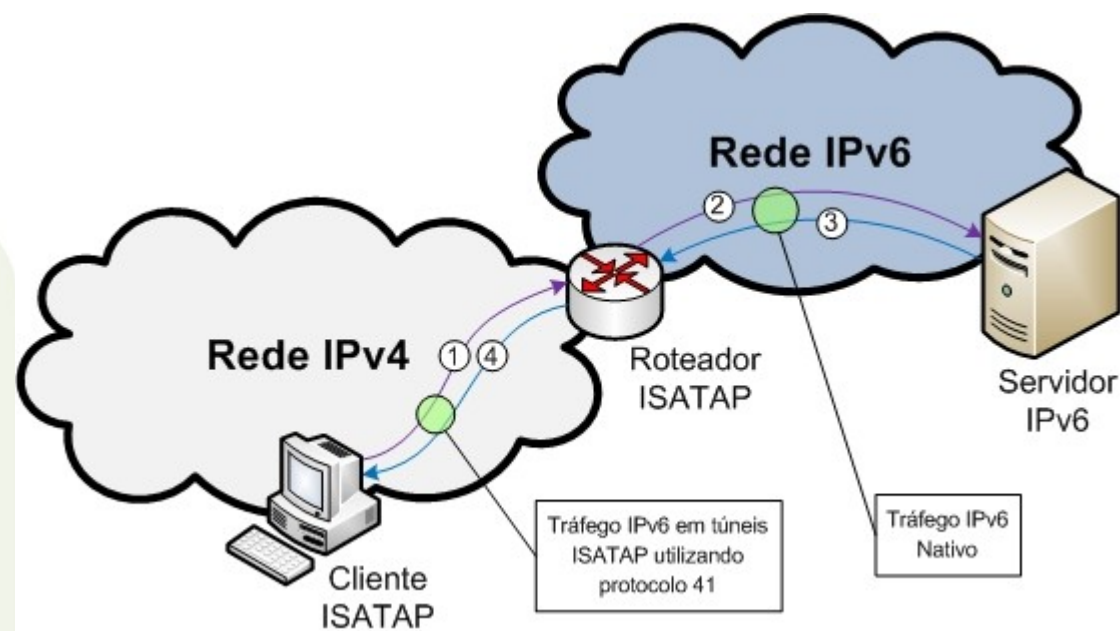 Rede IPv6
2
3
Rede IPv4
1
4
Roteador
ISATAP
Servidor
IPv6
Tráfego IPv6 em túneis
ISATAP utilizando
protocolo 41
Tráfego IPv6
Nativo
Cliente
ISATAP